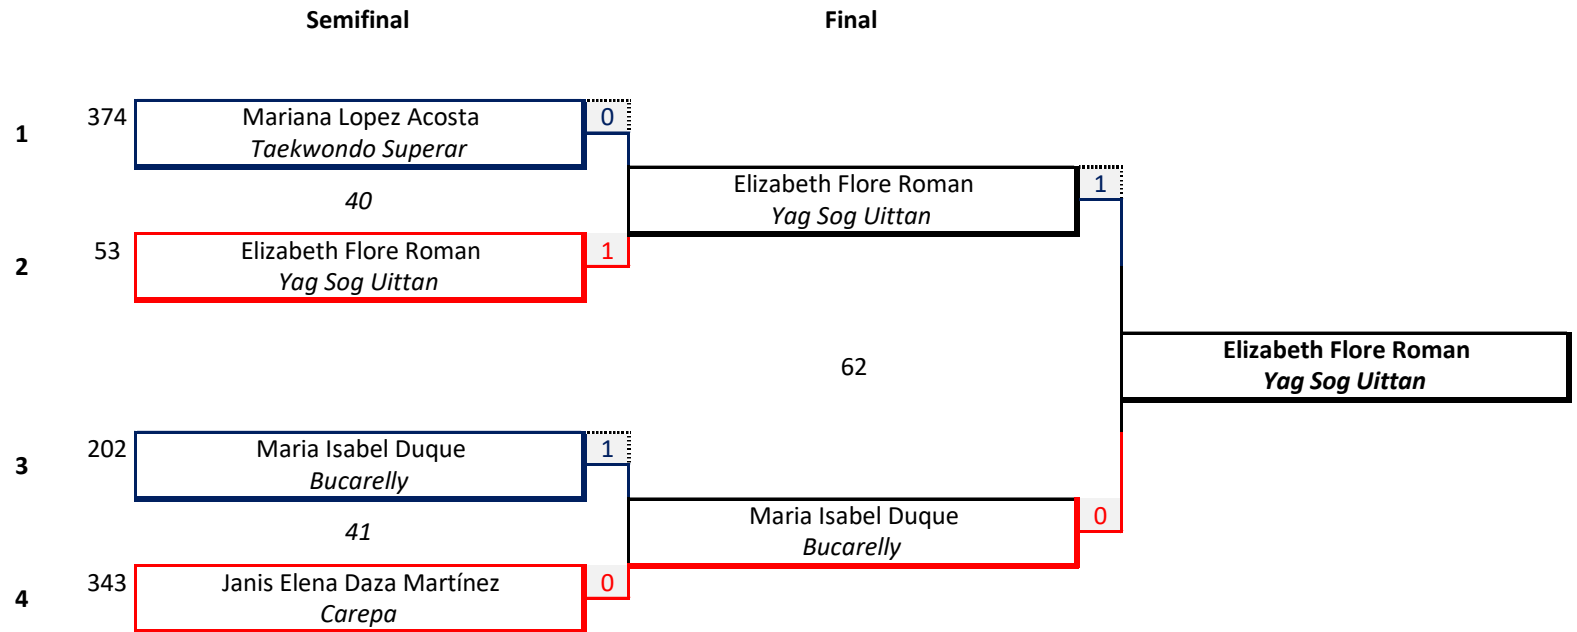 Semifinal Final
374 Mariana Lopez Acosta 0
1
Taekwondo Superar
Elizabeth Flore Roman 1
40
Yag Sog Uittan
53 Elizabeth Flore Roman 1
2
Yag Sog Uittan
Elizabeth Flore Roman
62
Yag Sog Uittan
202 Maria Isabel Duque 1
3
Bucarelly
Maria Isabel Duque 0
41
Bucarelly
343 Janis Elena Daza Martínez 0
4
Carepa